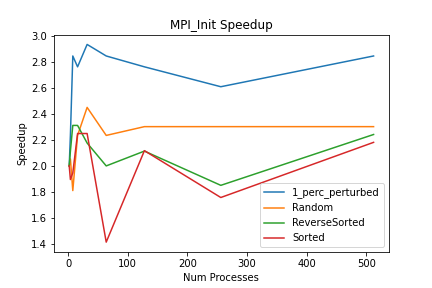 MPI_Init Speedup
3.0
2.8
2.6
2.4
2.2
2.0
1.8
1.6
1.4
Speedup
0
100
200
300
400
500
Num Processes
1_perc_perturbed
Random
ReverseSorted
Sorted